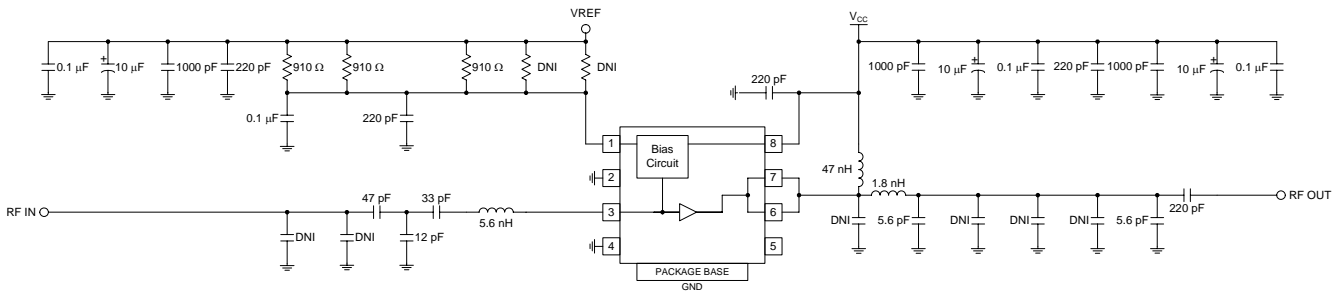 VREF
V<sub>CC</sub>
0.1 µF
10 µF
1000 pF
220 pF
910 Ω
910 Ω
910 Ω
DNI
DNI
0.1 µF
220 pF
220 pF
1000 pF
10 µF
0.1 µF
220 pF
1000 pF
10 µF
0.1 µF
1
2
3
4
Bias
Circuit
8
7
6
5
PACKAGE BASE
GND
RF IN
DNI
DNI
47 pF
12 pF
33 pF
5.6 nH
47 nH
1.8 nH
DNI
5.6 pF
DNI
DNI
DNI
5.6 pF
220 pF
RF OUT